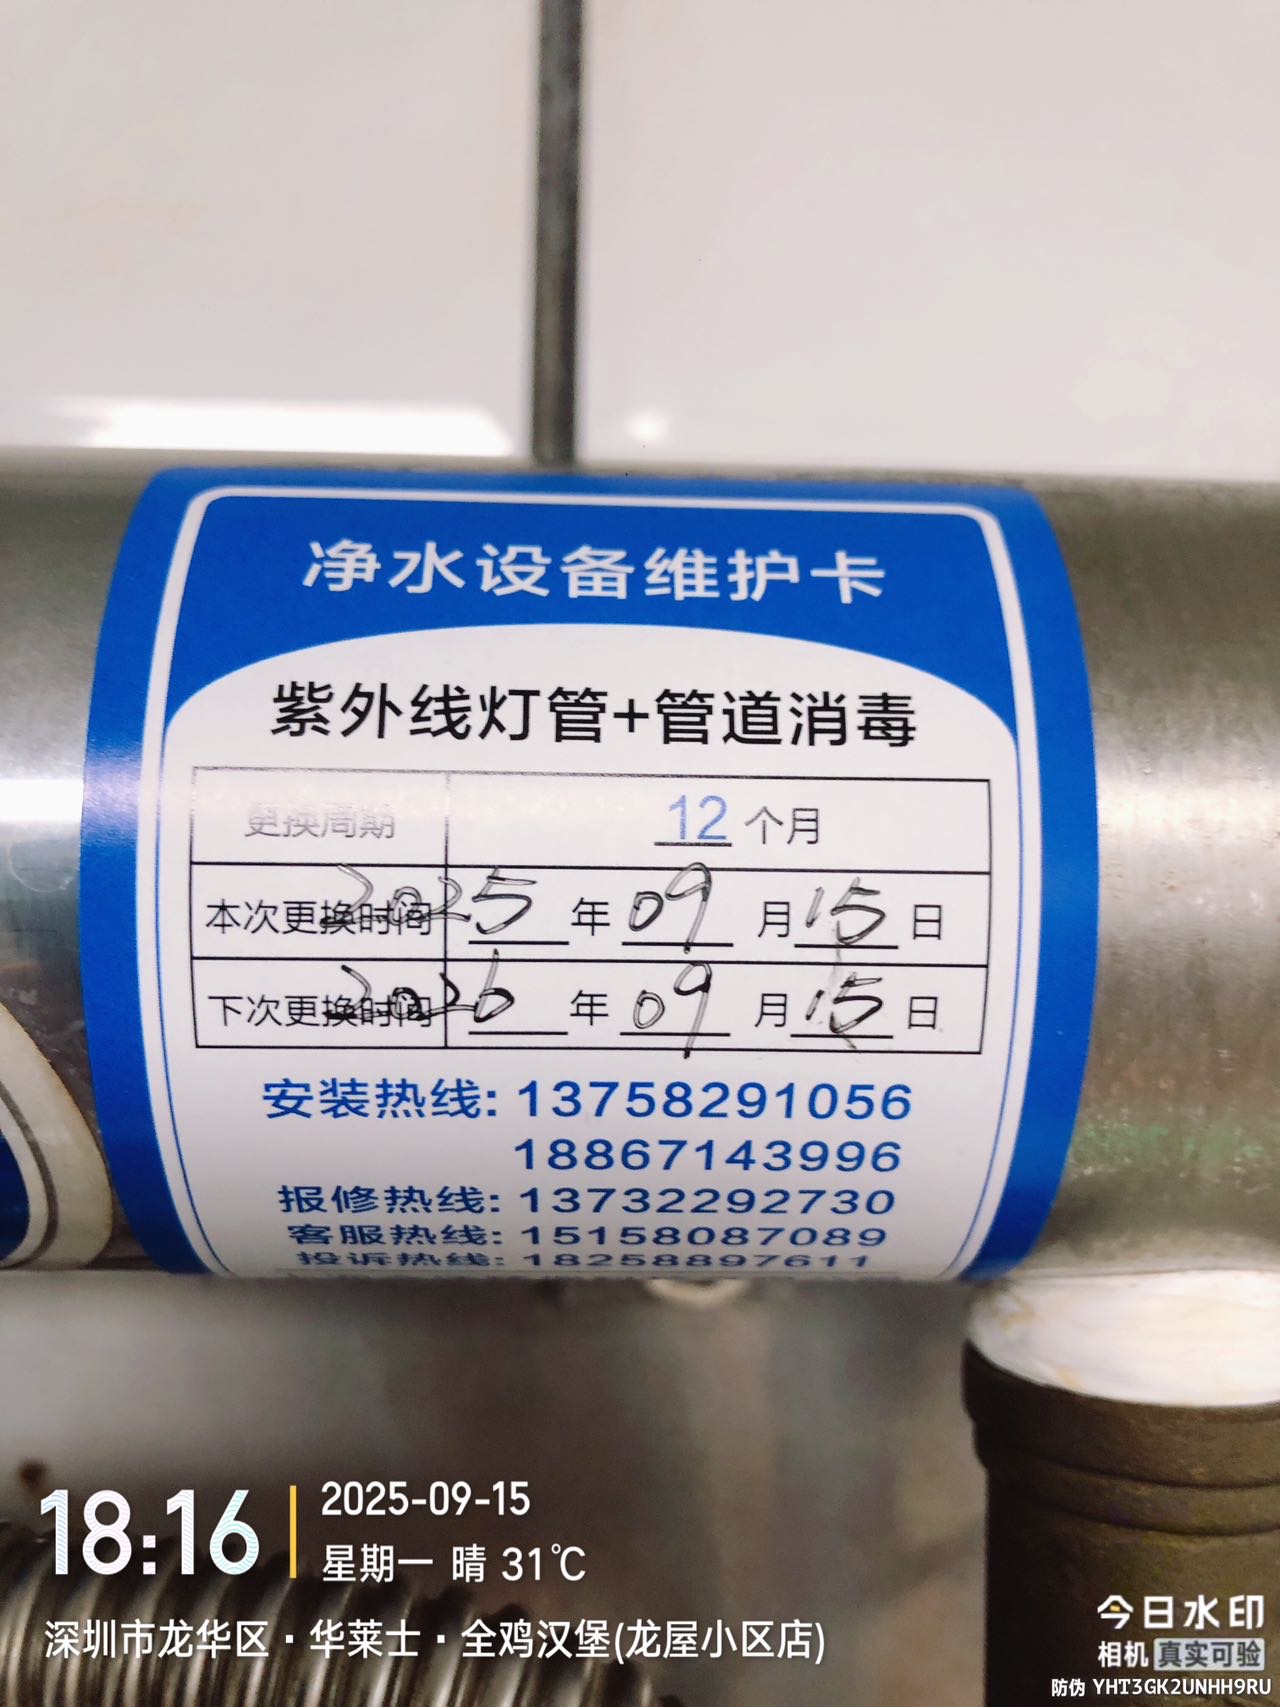 净水设备维护卡
紫外线灯管+管道消毒
更换周期 12 个月
本次更换时间 2025 年 09 月 15 日
下次更换时间 2026 年 09 月 15 日
安装热线: 13758291056
18867143996
报修热线: 13732292730
客服热线: 15158087089
投诉热线: 18258897611
18:16
2025-09-15
星期一 晴 31℃
深圳市龙华区·华莱士·全鸡汉堡(龙屋小区店)
今日水印
相机 真实可验
防伪 YHT3GK2UNHH9RU